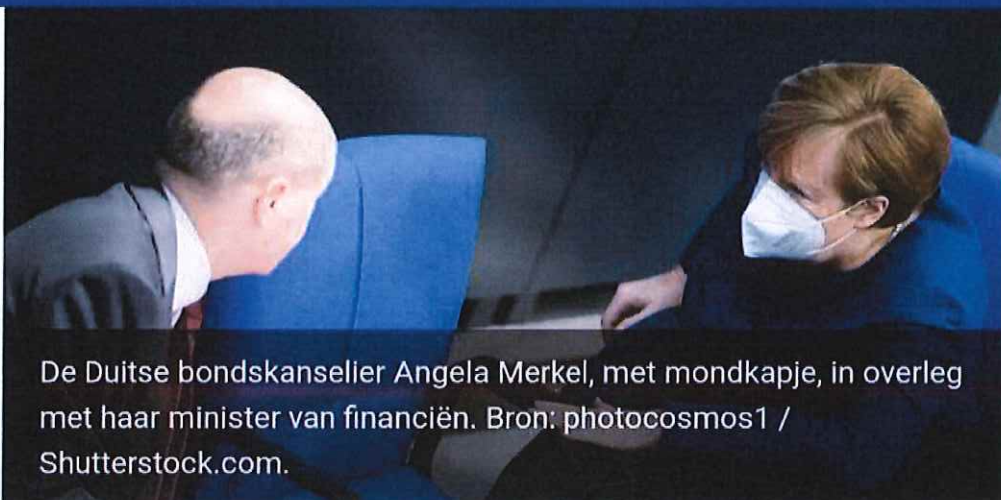 De Duitse bondskanselier Angela Merkel, met mondkapje, in overleg
met haar minister van financiën. Bron: photocosmos1 /
Shutterstock.com.